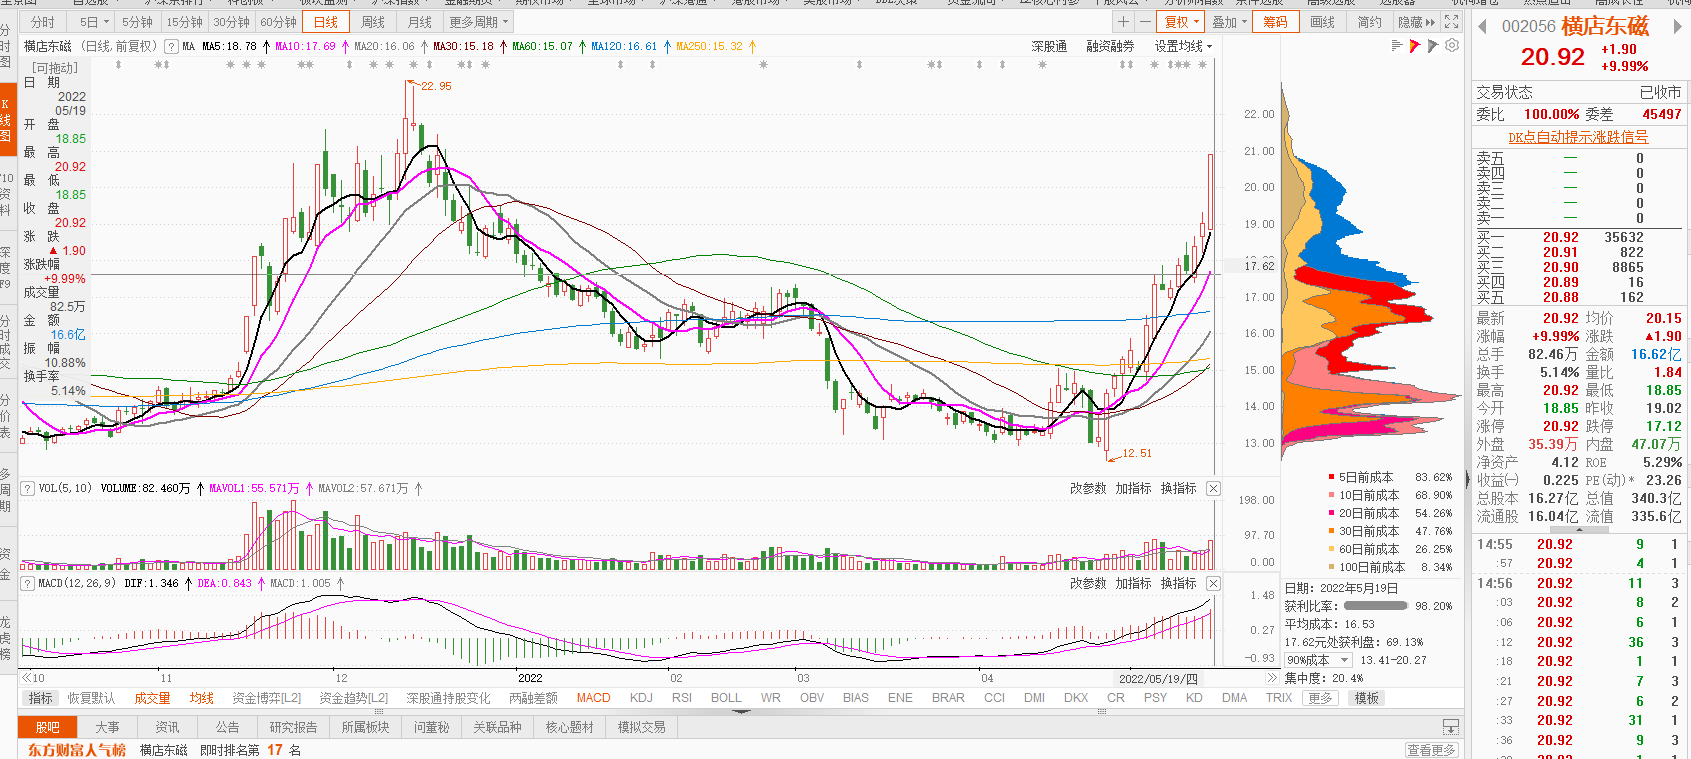 分时 5日 5分钟 15分钟 30分钟 60分钟 日线 周线 月线 更多周期 复权 叠加 筹码 画线 简约 隐藏
横店东磁 (日线,前复权) ? MA MA5:18.78 MA10:17.69 MA20:16.06 MA30:15.18 MA60:15.07 MA120:16.61 MA250:15.32 深股通 融资融券 设置均线
[可拖动]
日期
2022
05/19
开盘
18.85
最高
20.92
最低
18.85
收盘
20.92
涨跌
▲ 1.90
涨跌幅
+9.99%
成交量
82.5万
金额
16.6亿
振幅
10.88%
换手率
5.14%
22.95
12.51
22.00
21.00
20.00
19.00
17.62
17.00
16.00
15.00
14.00
13.00
? VOL(5,10) VOLUME:82.460万 MAVOL1:55.571万 MAVOL2:57.671万 改参数 加指标 换指标
198.00
97.70
0.00
? MACD(12,26,9) DIF:1.346 DEA:0.843 MACD:1.005 改参数 加指标 换指标
1.48
0.27
-0.93
10 11 12 2022 02 03 04 2022/05/19/四
指标 恢复默认 成交量 均线 资金博弈[L2] 资金趋势[L2] 深股通持股变化 两融差额 MACD KDJ RSI BOLL WR OBV BIAS ENE BRAR CCI DMI DKX CR PSY KD DMA TRIX 更多 模板
股吧 大事 资讯 公告 研究报告 所属板块 问董秘 关联品种 核心题材 模拟交易
东方财富人气榜 横店东磁 即时排名第 17 名 查看更多
5日前成本 83.62%
10日前成本 68.90%
20日前成本 54.26%
30日前成本 47.76%
60日前成本 26.25%
100日前成本 8.34%
日期: 2022年5月19日
获利比率: 98.20%
平均成本: 16.53
17.62元处获利盘: 69.13%
90%成本 13.41-20.27
集中度: 20.4%
002056 横店东磁
20.92 +1.90
+9.99%
交易状态 已收市
委比 100.00% 委差 45497
DK点自动提示涨跌信号
卖五 — 0
卖四 — 0
卖三 — 0
卖二 — 0
卖一 — 0
买一 20.92 35632
买二 20.91 822
买三 20.90 8865
买四 20.89 16
买五 20.88 162
最新 20.92 均价 20.15
涨幅 +9.99% 涨跌 ▲1.90
总手 82.46万 金额 16.62亿
换手 5.14% 量比 1.84
最高 20.92 最低 18.85
今开 18.85 昨收 19.02
涨停 20.92 跌停 17.12
外盘 35.39万 内盘 47.07万
净资产 4.12 ROE 5.29%
收益(一) 0.225 PE(动)* 23.26
总股本 16.27亿 总值 340.3亿
流通股 16.04亿 流值 335.6亿
14:55 20.92 9 1
:57 20.92 4 1
14:56 20.92 11 3
:03 20.92 8 2
:06 20.92 6 1
:12 20.92 36 3
:18 20.92 1 1
:21 20.92 7 3
:27 20.92 6 2
:33 20.92 31 1
:36 20.92 9 3